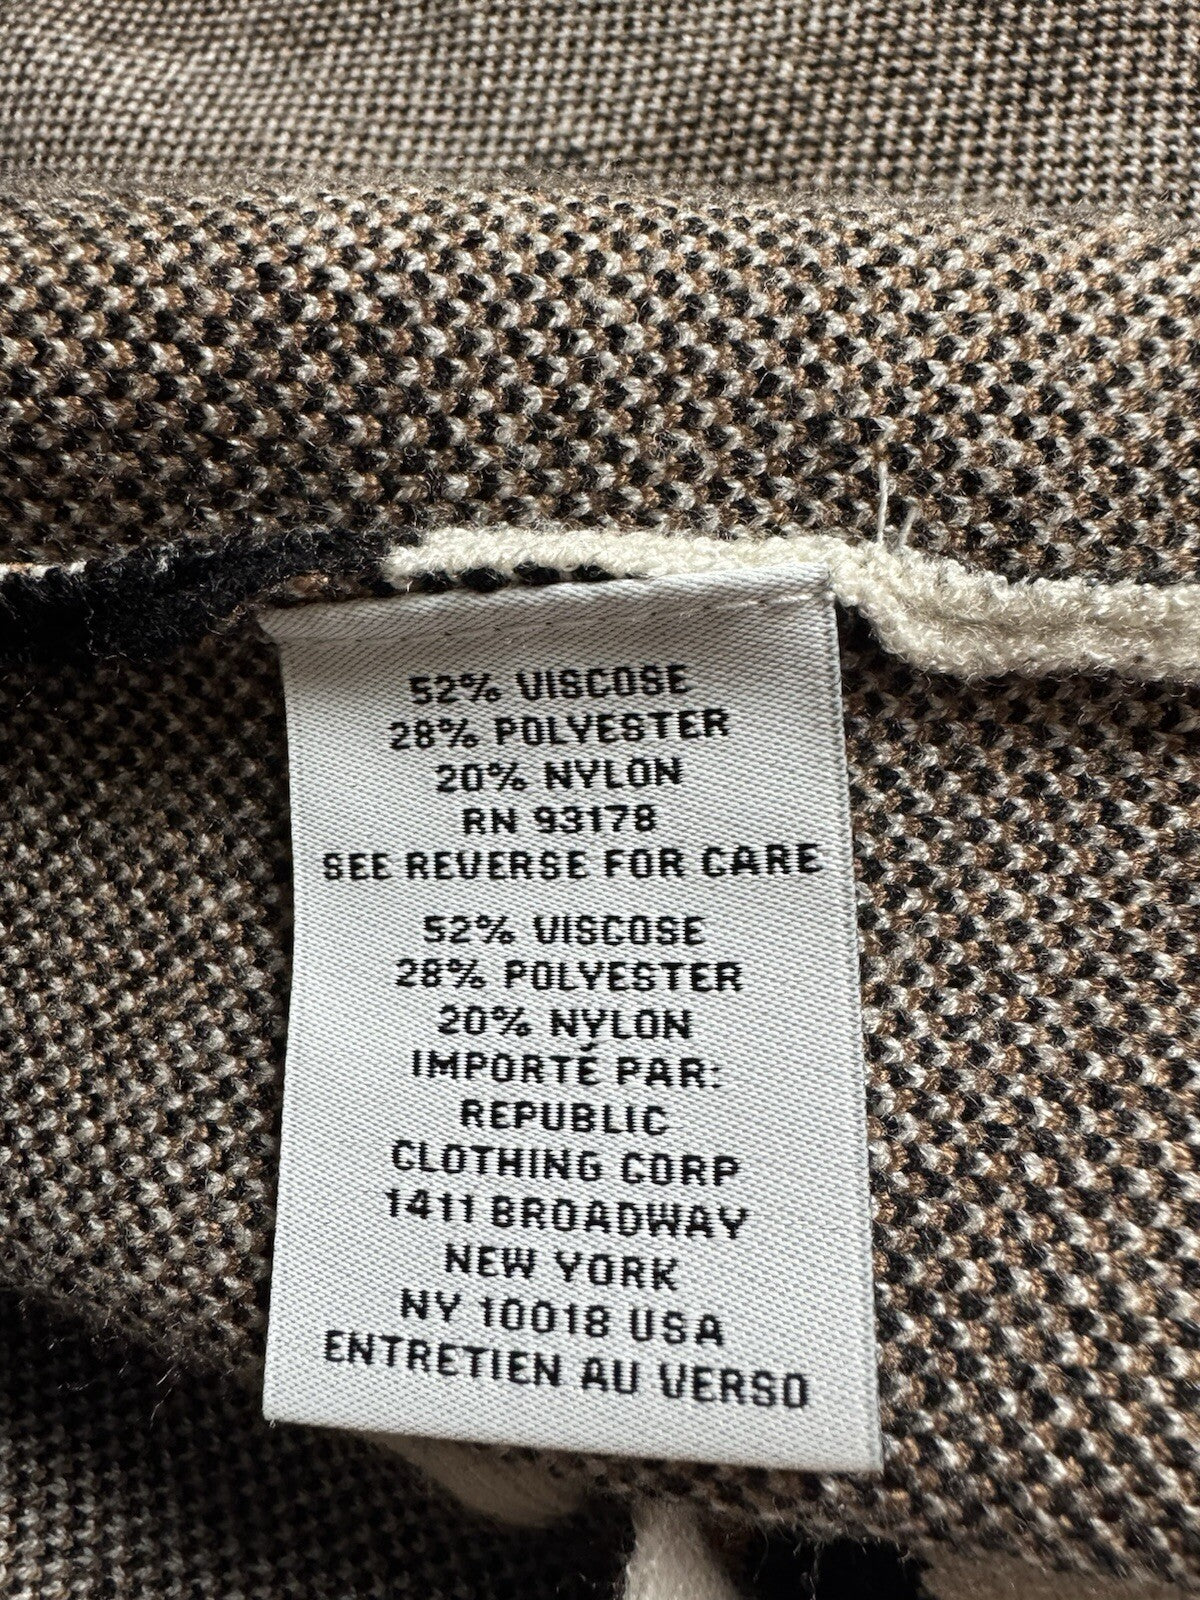 52% VISCOSE
28% POLYESTER
20% NYLON
RN 93178
SEE REVERSE FOR CARE
52% VISCOSE
28% POLYESTER
20% NYLON
IMPORTÉ PAR:
REPUBLIC
CLOTHING CORP
1411 BROADWAY
NEW YORK
NY 10018 USA
ENTRETIEN AU VERSO